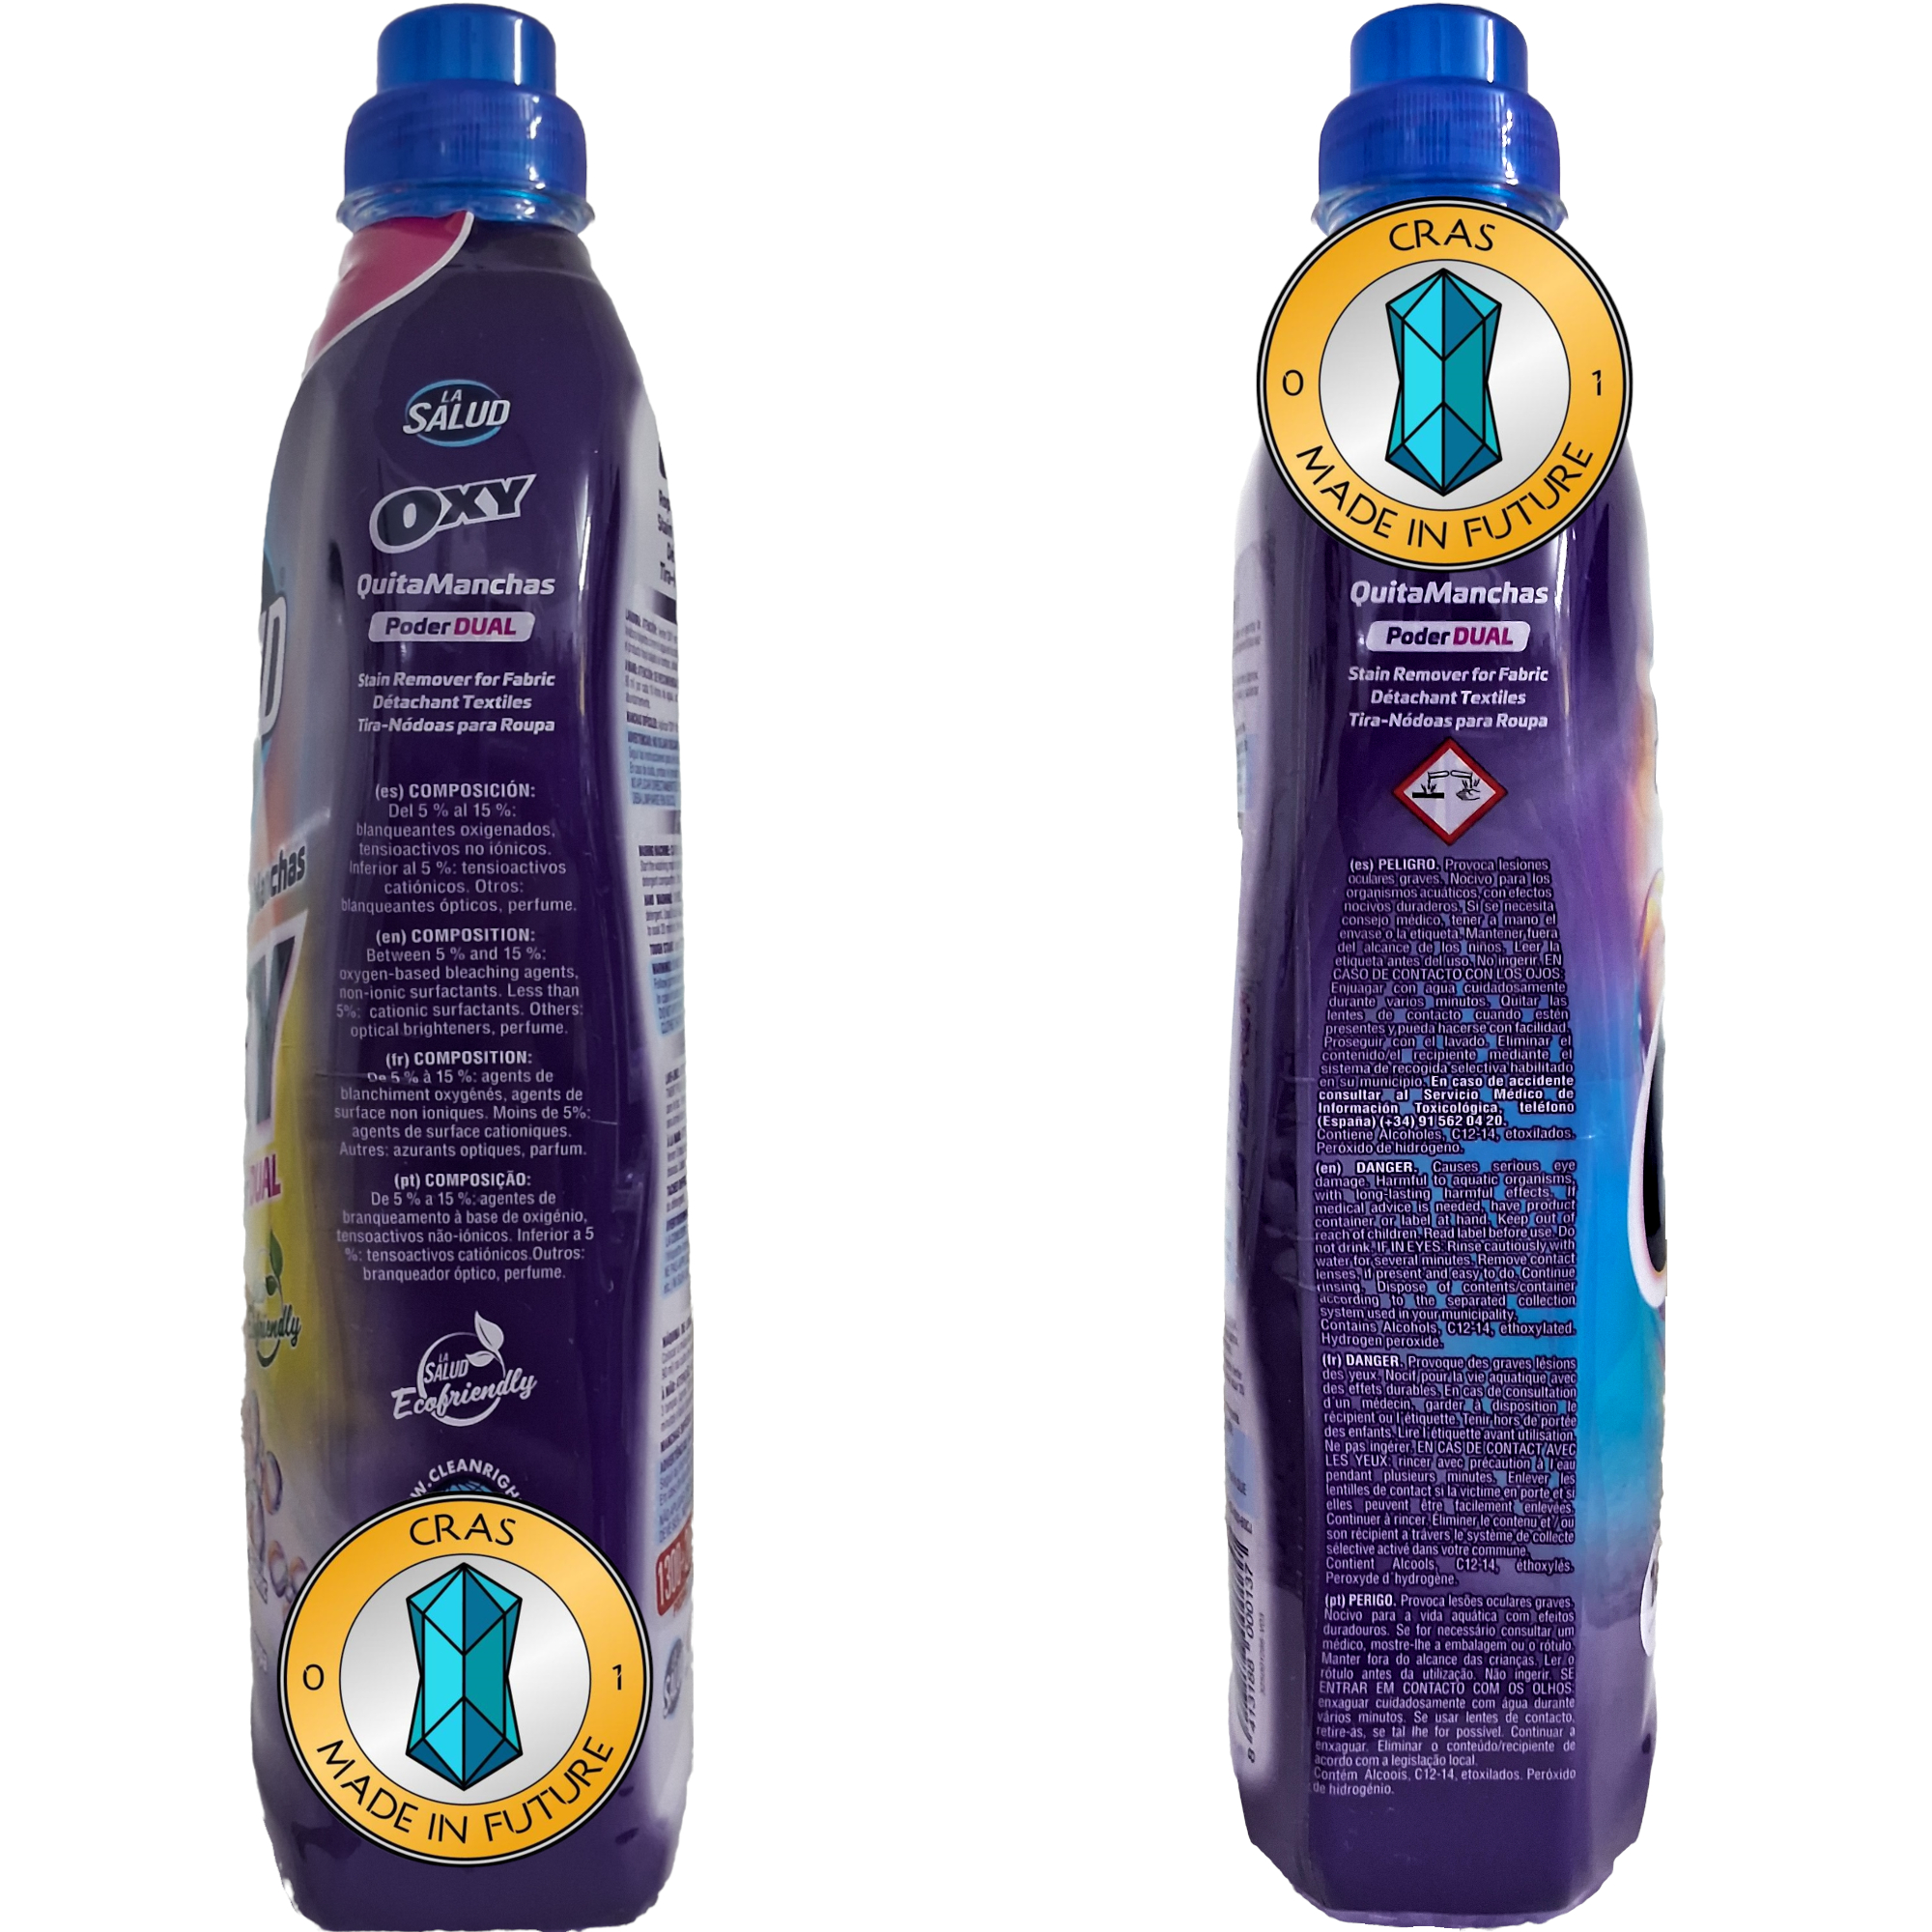 LA
SALUD
OXY
QuitaManchas
Poder DUAL
Stain Remover for Fabric
Détachant Textiles
Tira-Nódoas para Roupa
(es) COMPOSICIÓN:
Del 5 % al 15 %:
blanqueantes oxigenados,
tensioactivos no iónicos.
Inferior al 5 %: tensioactivos
catiónicos. Otros:
blanqueantes ópticos, perfume.
(en) COMPOSITION:
Between 5 % and 15 %:
oxygen-based bleaching agents,
non-ionic surfactants. Less than
5%: cationic surfactants. Others:
optical brighteners, perfume.
(fr) COMPOSITION:
De 5 % à 15 %: agents de
blanchiment oxygénés, agents de
surface non ioniques. Moins de 5%:
agents de surface cationiques.
Autres: azurants optiques, parfum.
(pt) COMPOSIÇÃO:
De 5 % a 15 %: agentes de
branqueamento à base de oxigénio,
tensoactivos não-iónicos. Inferior a 5
%: tensoactivos catiónicos.Outros:
branqueador óptico, perfume.
LA
SALUD
Ecofriendly
W.CLEANRIGH
CRAS
0 1
MADE IN FUTURE
CRAS
0 1
MADE IN FUTURE
QuitaManchas
Poder DUAL
Stain Remover for Fabric
Détachant Textiles
Tira-Nódoas para Roupa
(es) PELIGRO. Provoca lesiones
oculares graves. Nocivo para los
organismos acuáticos, con efectos
nocivos duraderos. Si se necesita
consejo médico, tener a mano el
envase o la etiqueta. Mantener fuera
del alcance de los niños. Leer la
etiqueta antes del uso. No ingerir. EN
CASO DE CONTACTO CON LOS OJOS:
Enjuagar con agua cuidadosamente
durante varios minutos. Quitar las
lentes de contacto cuando estén
presentes y pueda hacerse con facilidad.
Proseguir con el lavado. Eliminar el
contenido/el recipiente mediante el
sistema de recogida selectiva habilitado
en su municipio. En caso de accidente
consultar al Servicio Médico de
Información Toxicológica, teléfono
(España) (+34) 91 562 04 20.
Contiene Alcoholes, C12-14, etoxilados.
Peróxido de hidrógeno.
(en) DANGER. Causes serious eye
damage. Harmful to aquatic organisms,
with long-lasting harmful effects. If
medical advice is needed, have product
container or label at hand. Keep out of
reach of children. Read label before use. Do
not drink. IF IN EYES: Rinse cautiously with
water for several minutes. Remove contact
lenses, if present and easy to do. Continue
rinsing. Dispose of contents/container
according to the separated collection
system used in your municipality.
Contains Alcohols, C12-14, ethoxylated.
Hydrogen peroxide.
(fr) DANGER. Provoque des graves lésions
des yeux. Nocif pour la vie aquatique avec
des effets durables. En cas de consultation
d´un médecin, garder à disposition le
récipient ou l´étiquette. Tenir hors de portée
des enfants. Lire l´étiquette avant utilisation.
Ne pas ingérer. EN CAS DE CONTACT AVEC
LES YEUX: rincer avec précaution à l´eau
pendant plusieurs minutes. Enlever les
lentilles de contact si la victime en porte et si
elles peuvent être facilement enlevées.
Continuer à rincer. Éliminer le contenu et / ou
son récipient a travers le système de collecte
sélective activé dans votre commune.
Contient Alcools, C12-14, éthoxylés.
Peroxyde d´hydrogène.
(pt) PERIGO. Provoca lesões oculares graves.
Nocivo para a vida aquática com efeitos
duradouros. Se for necessário consultar um
médico, mostre-lhe a embalagem ou o rótulo.
Manter fora do alcance das crianças. Ler o
rótulo antes da utilização. Não ingerir. SE
ENTRAR EM CONTACTO COM OS OLHOS:
enxaguar cuidadosamente com água durante
vários minutos. Se usar lentes de contacto,
retire-as, se tal lhe for possível. Continuar a
enxaguar. Eliminar o conteúdo/recipiente de
acordo com a legislação local.
Contém Alcoois, C12-14, etoxilados. Peróxido
de hidrogénio.